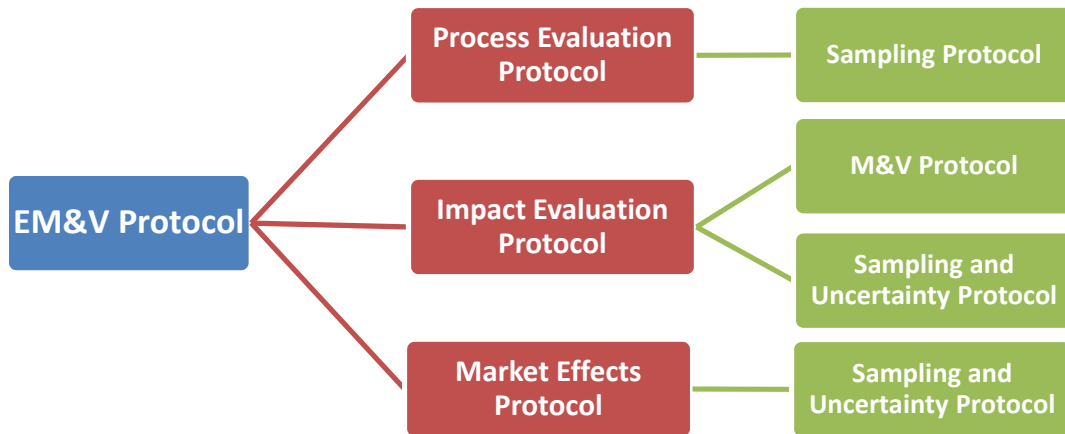 EM&V Protocol
Process Evaluation
Protocol
Sampling Protocol
Impact Evaluation
Protocol
M&V Protocol
Sampling and
Uncertainty Protocol
Market Effects
Protocol
Sampling and
Uncertainty Protocol